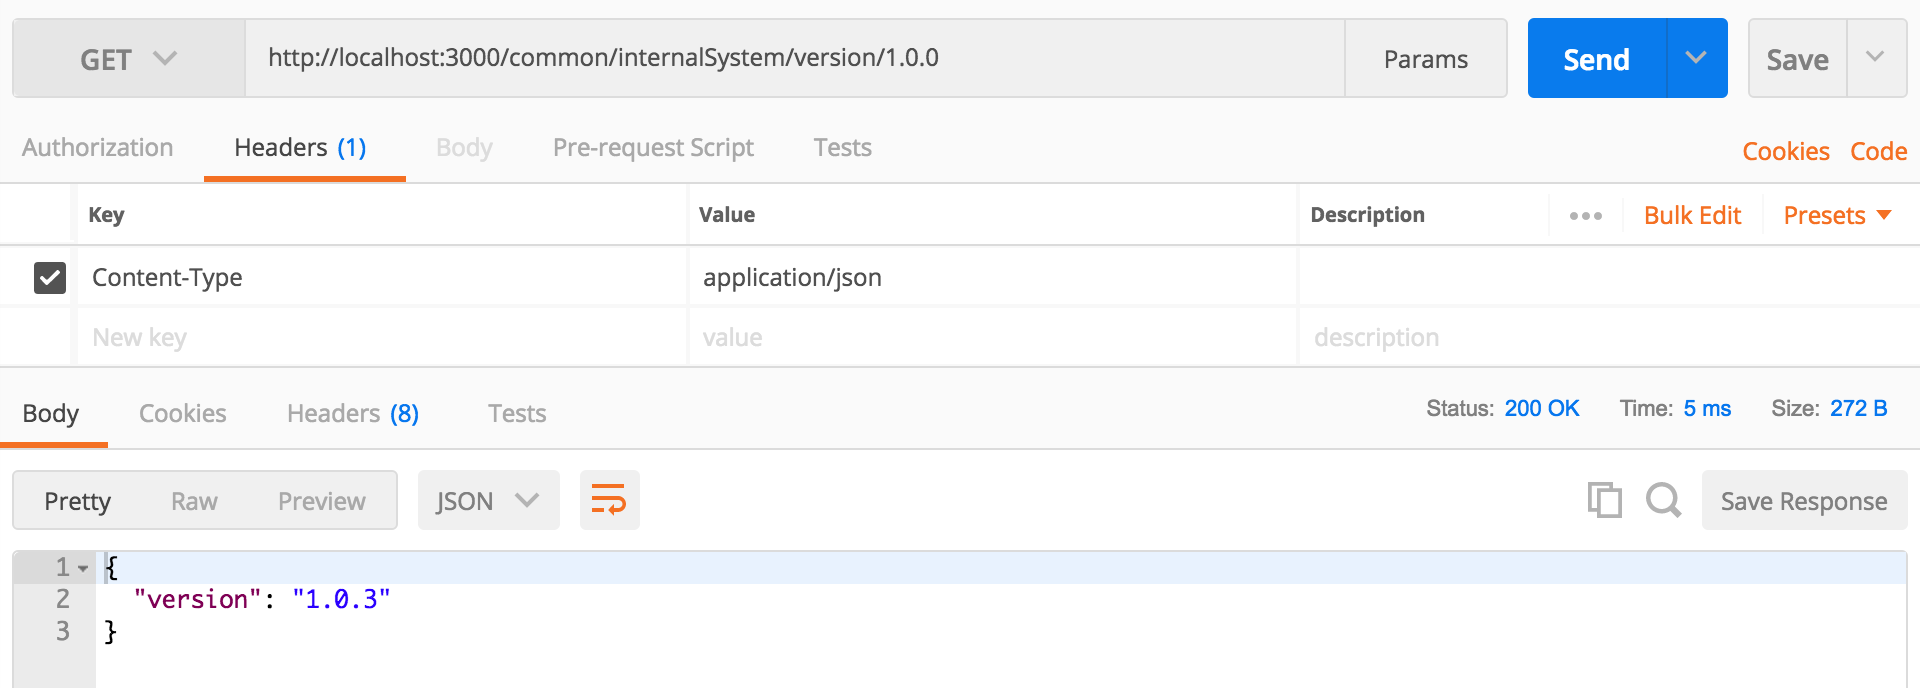 GET http://localhost:3000/common/internalSystem/version/1.0.0 Params Send Save
Authorization Headers (1) Body Pre-request Script Tests Cookies Code
Key Value Description ••• Bulk Edit Presets
Content-Type application/json
New key value description
Body Cookies Headers (8) Tests Status: 200 OK Time: 5 ms Size: 272 B
Pretty Raw Preview JSON Save Response
1 {
2 "version": "1.0.3"
3 }